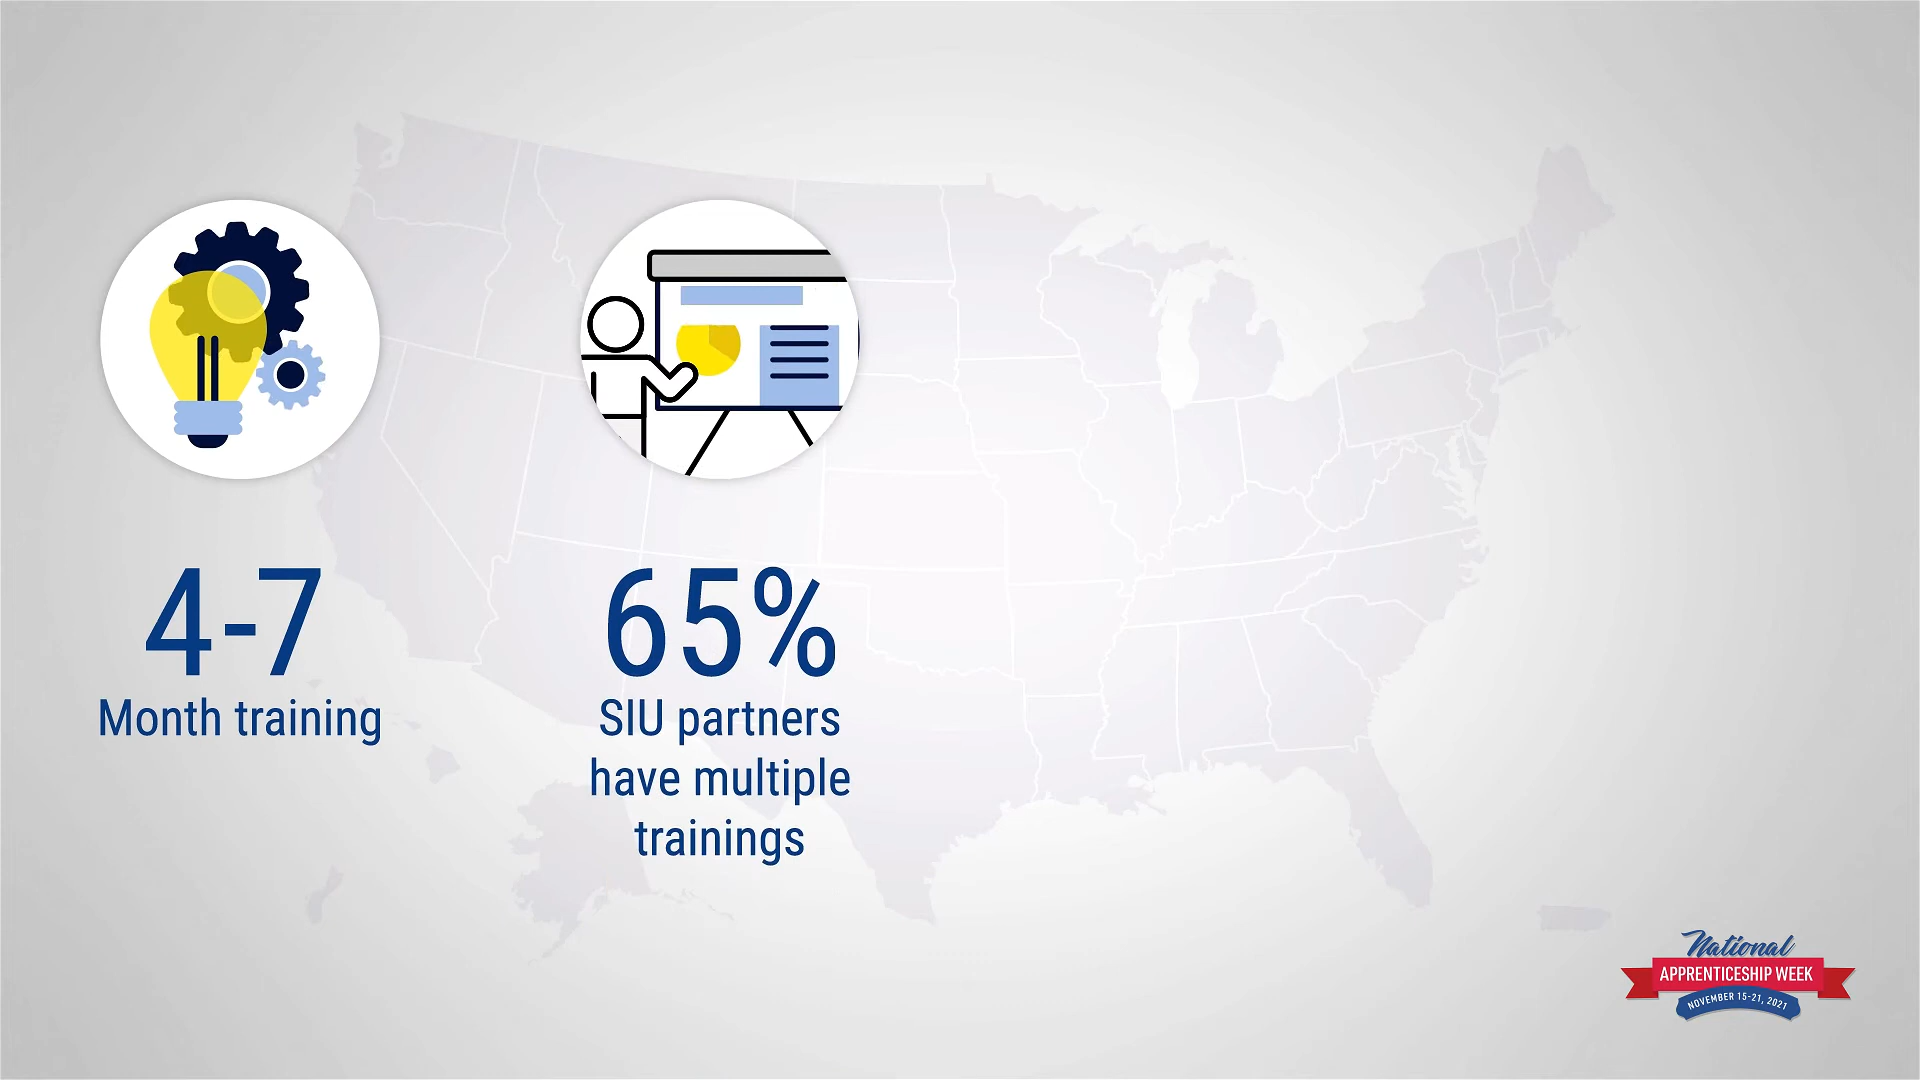 4-7
Month training
65%
SIU partners
have multiple
trainings
National
APPRENTICESHIP WEEK
NOVEMBER 15-21, 2021